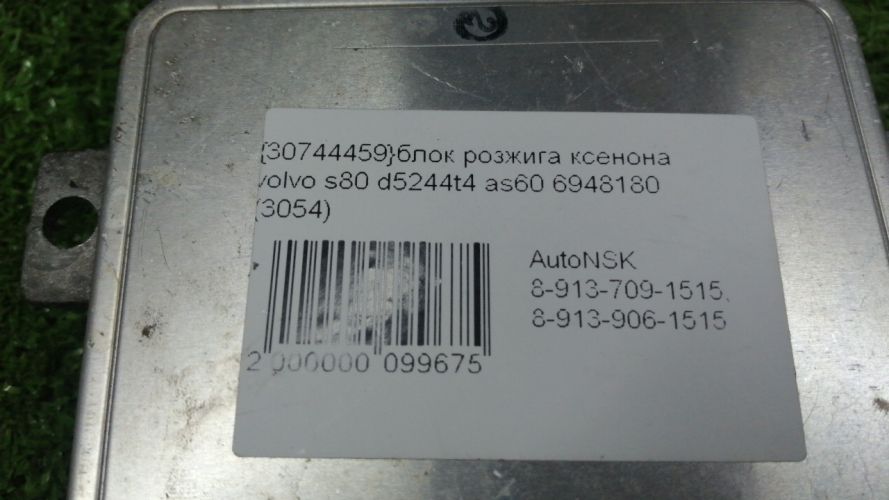 {30744459}блок розжига ксенона
volvo s80 d5244t4 as60 6948180
(3054)
AutoNSK
8-913-709-1515,
8-913-906-1515
2 000000 099675